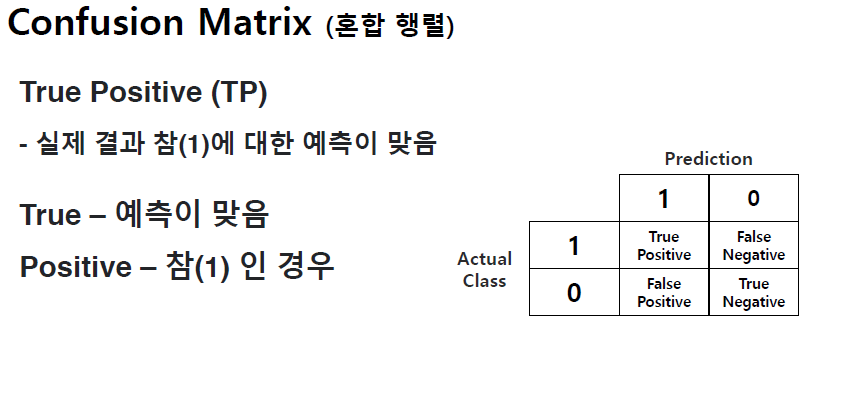 Confusion Matrix (혼합 행렬)
True Positive (TP)
- 실제 결과 참(1)에 대한 예측이 맞음
True – 예측이 맞음
Positive – 참(1) 인 경우
Prediction
1 0
Actual
Class
1
True
Positive
False
Negative
0
False
Positive
True
Negative